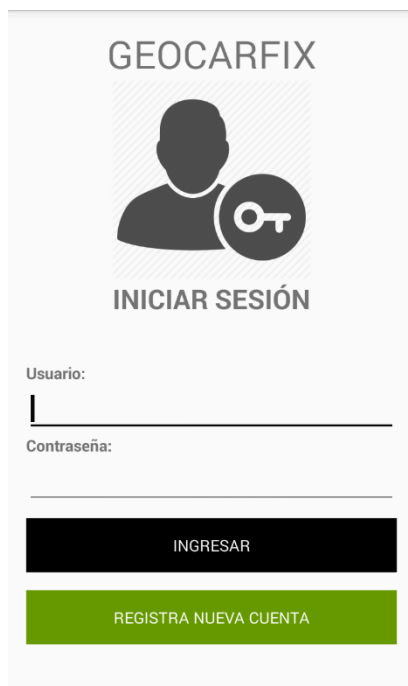 GEOCARFIX
INICIAR SESIÓN
Usuario:
Contraseña:
INGRESAR
REGISTRA NUEVA CUENTA